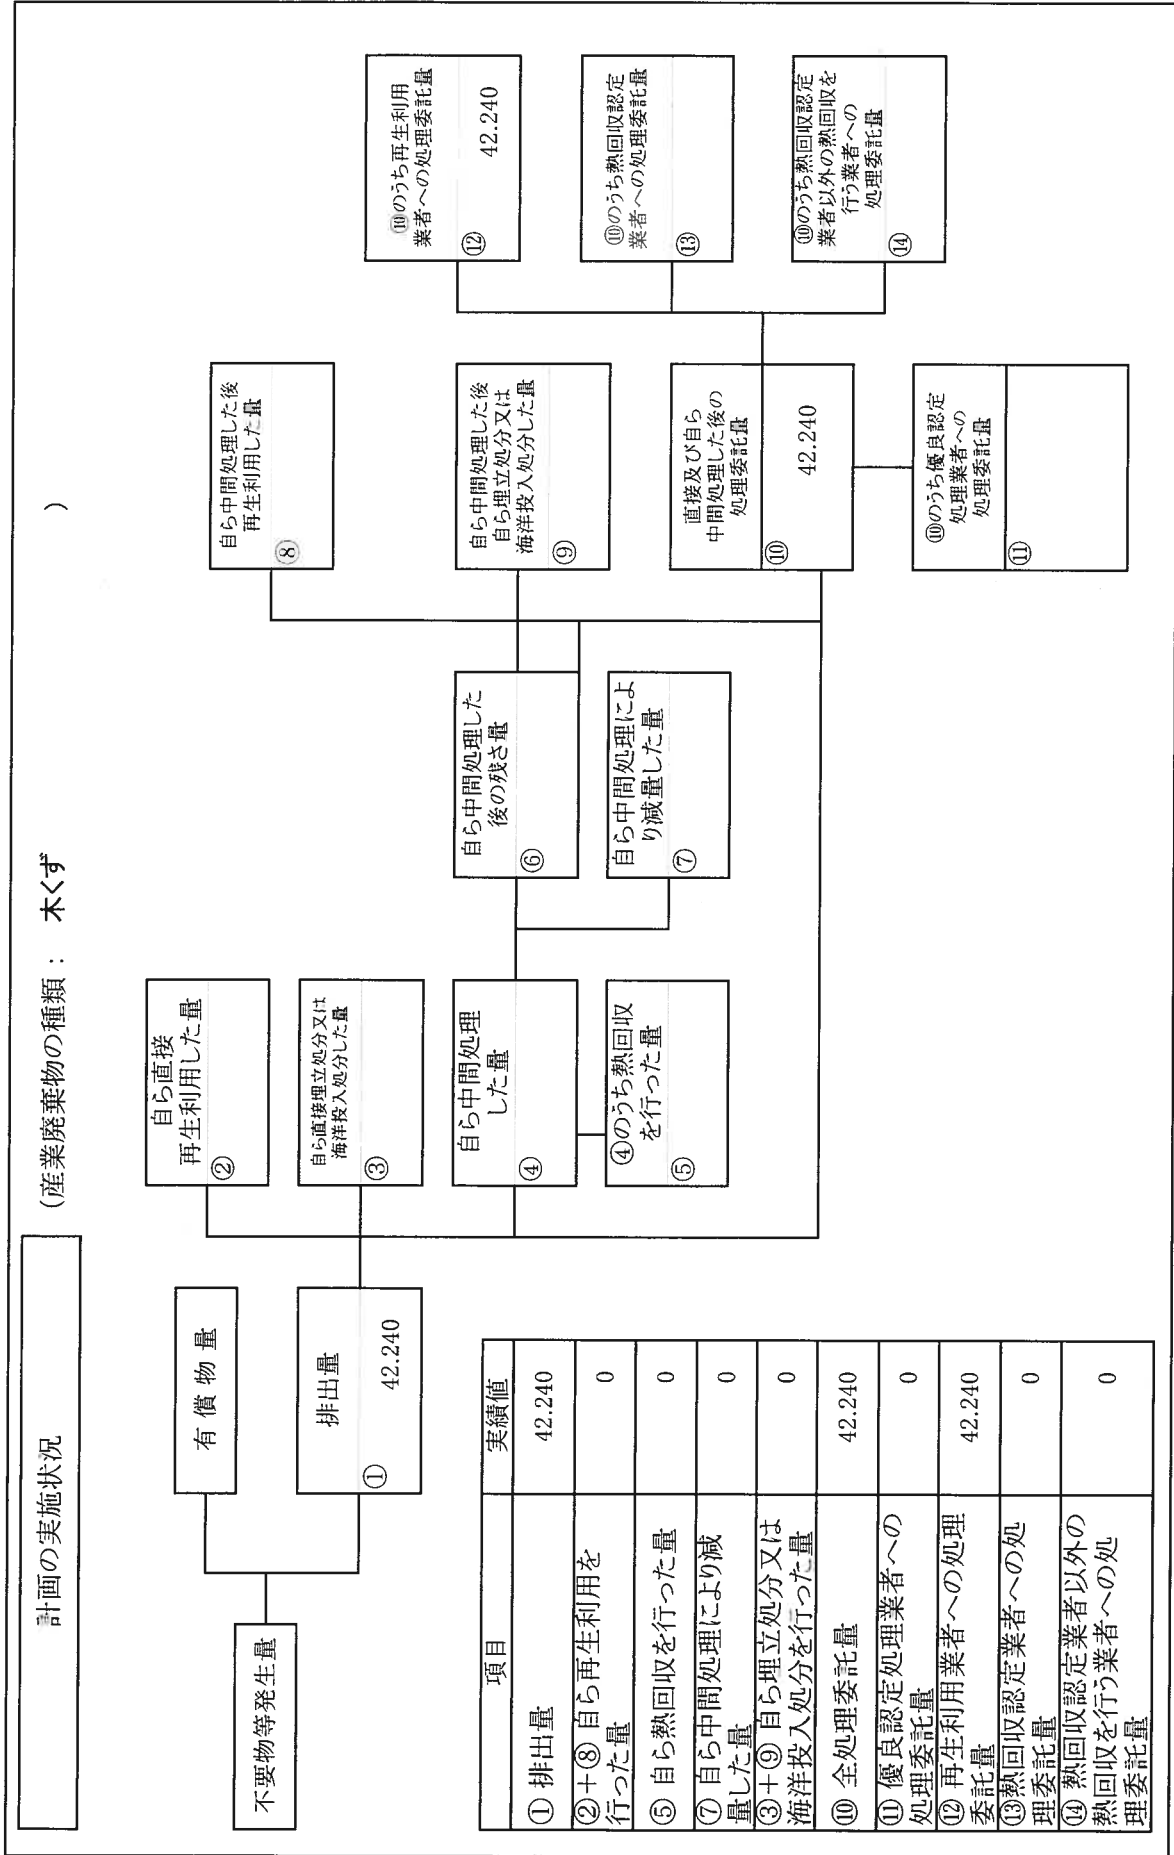 計画の実施状況
(産業廃棄物の種類： 木くず )
不要物等発生量
有償物量
排出量
① 42.240
自ら直接
再生利用した量
②
自ら直接埋立処分又は
海洋投入処分した量
③
自ら中間処理
した量
④
④のうち熱回収
を行った量
⑤
自ら中間処理した
後の残さ量
⑥
自ら中間処理によ
り減量した量
⑦
自ら中間処理した後
再生利用した量
⑧
自ら中間処理した後
自ら埋立処分又は
海洋投入処分した量
⑨
直接及び自ら
中間処理した後の
処理委託量
⑩ 42.240
⑩のうち優良認定
処理業者への
処理委託量
⑪
⑩のうち再生利用
業者への処理委託量
⑫ 42.240
⑩のうち熱回収認定
業者への処理委託量
⑬
⑩のうち熱回収認定
業者以外の熱回収を
行う業者への
処理委託量
⑭
項目 実績値
① 排出量 42.240
②＋⑧ 自ら再生利用を
行った量 0
⑤ 自ら熱回収を行った量 0
⑦ 自ら中間処理により減
量した量 0
③＋⑨ 自ら埋立処分又は
海洋投入処分を行った量 0
⑩ 全処理委託量 42.240
⑪ 優良認定処理業者への
処理委託量 0
⑫ 再生利用業者への処理
委託量 42.240
⑬熱回収認定業者への処
理委託量 0
⑭ 熱回収認定業者以外の
熱回収を行う業者への処
理委託量 0